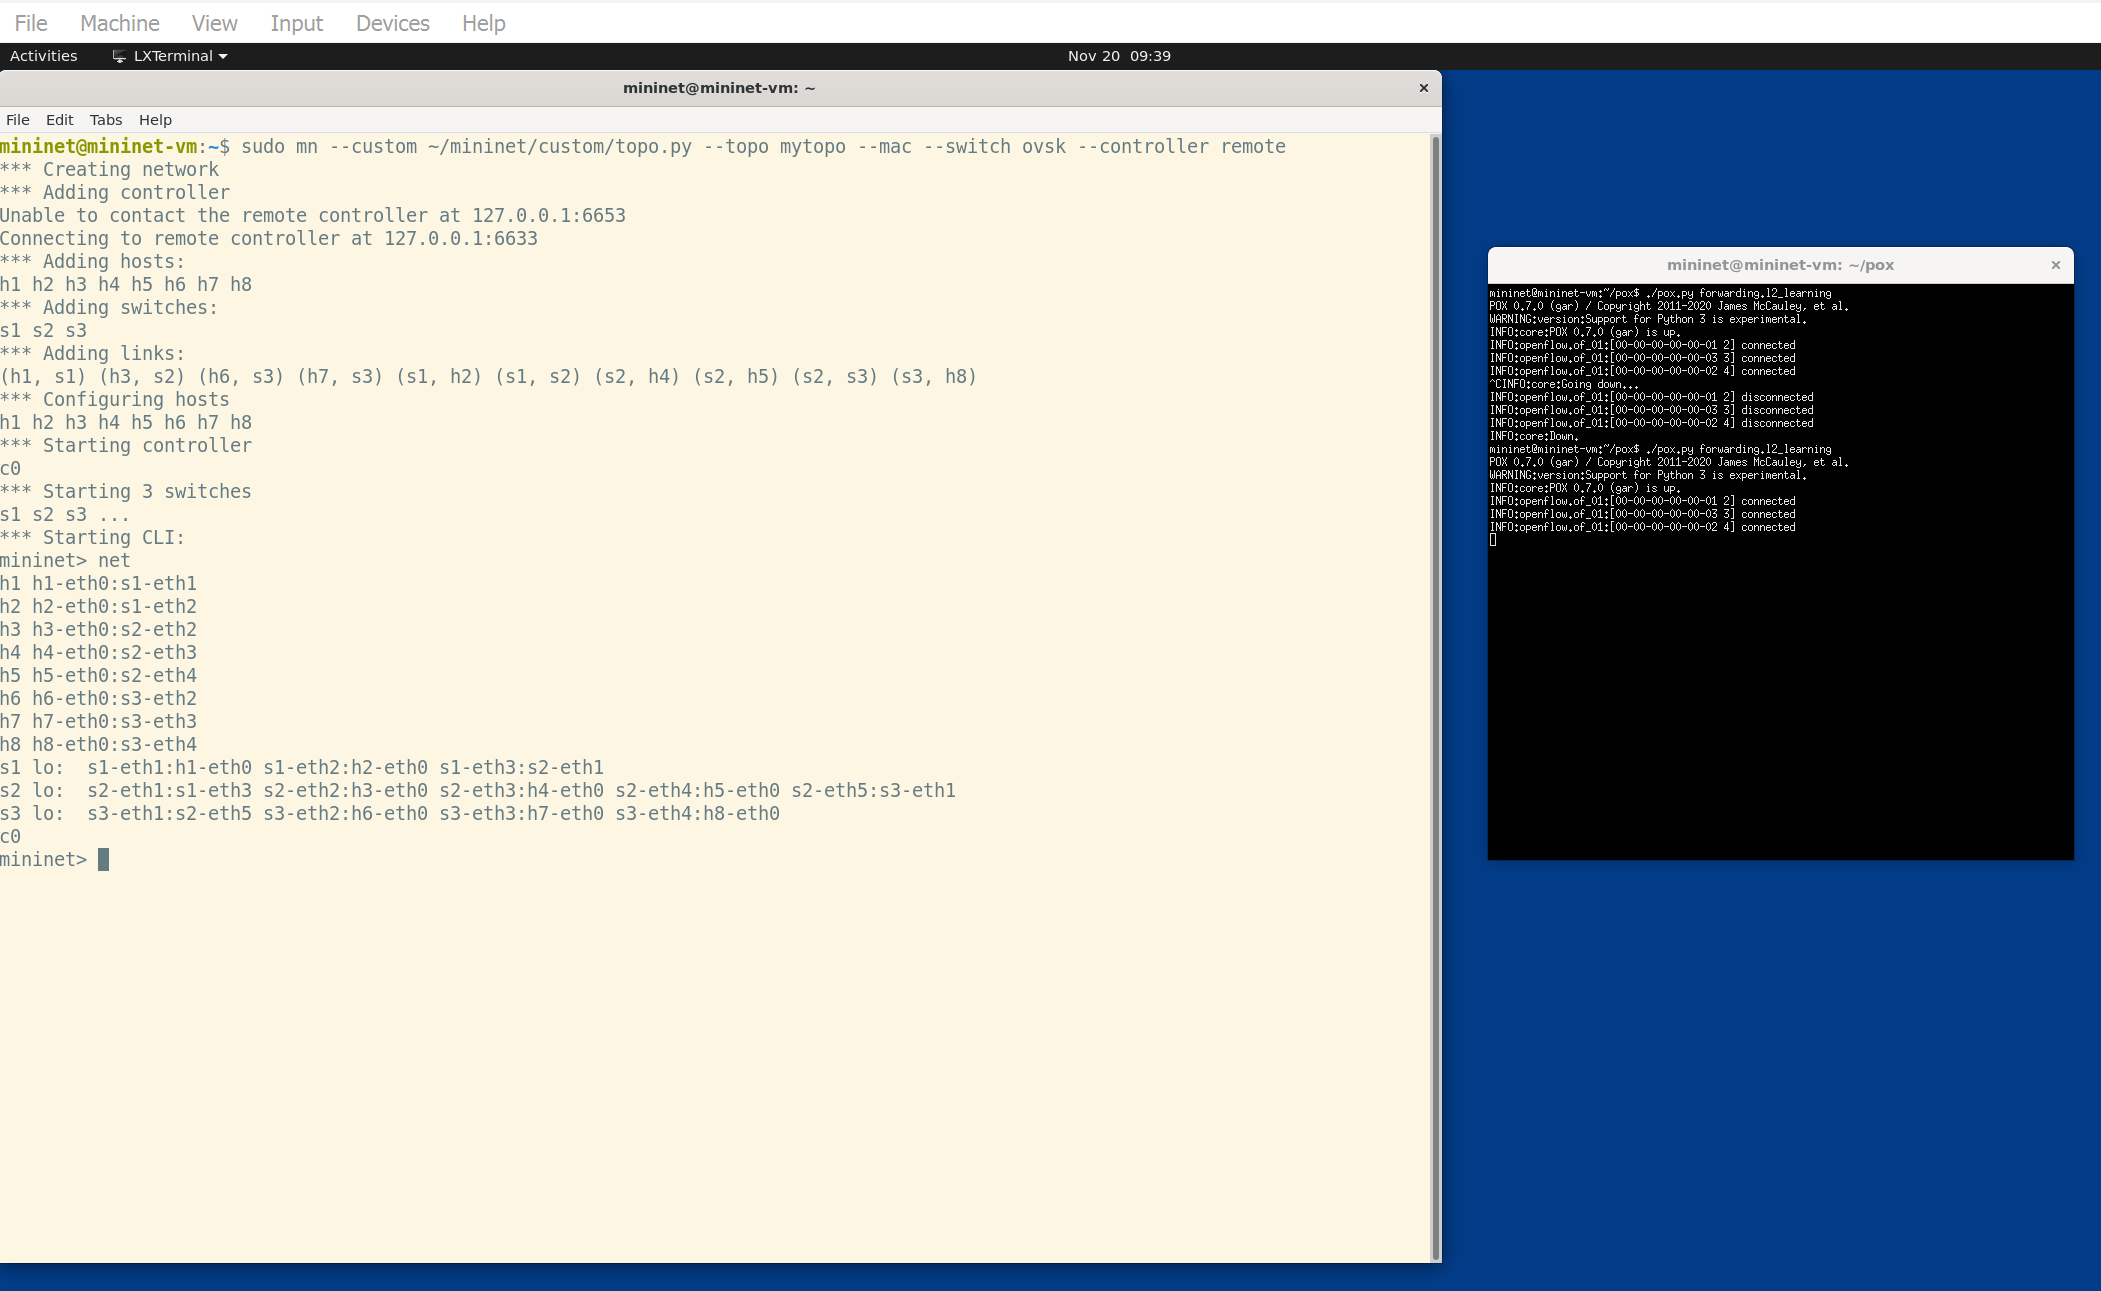 File Machine View Input Devices Help
Activities LXTerminal Nov 20 09:39
mininet@mininet-vm: ~ ×
File Edit Tabs Help
mininet@mininet-vm:~$ sudo mn --custom ~/mininet/custom/topo.py --topo mytopo --mac --switch ovsk --controller remote
*** Creating network
*** Adding controller
Unable to contact the remote controller at 127.0.0.1:6653
Connecting to remote controller at 127.0.0.1:6633
*** Adding hosts:
h1 h2 h3 h4 h5 h6 h7 h8
*** Adding switches:
s1 s2 s3
*** Adding links:
(h1, s1) (h3, s2) (h6, s3) (h7, s3) (s1, h2) (s1, s2) (s2, h4) (s2, h5) (s2, s3) (s3, h8)
*** Configuring hosts
h1 h2 h3 h4 h5 h6 h7 h8
*** Starting controller
c0
*** Starting 3 switches
s1 s2 s3 ...
*** Starting CLI:
mininet> net
h1 h1-eth0:s1-eth1
h2 h2-eth0:s1-eth2
h3 h3-eth0:s2-eth2
h4 h4-eth0:s2-eth3
h5 h5-eth0:s2-eth4
h6 h6-eth0:s3-eth2
h7 h7-eth0:s3-eth3
h8 h8-eth0:s3-eth4
s1 lo:  s1-eth1:h1-eth0 s1-eth2:h2-eth0 s1-eth3:s2-eth1
s2 lo:  s2-eth1:s1-eth3 s2-eth2:h3-eth0 s2-eth3:h4-eth0 s2-eth4:h5-eth0 s2-eth5:s3-eth1
s3 lo:  s3-eth1:s2-eth5 s3-eth2:h6-eth0 s3-eth3:h7-eth0 s3-eth4:h8-eth0
c0
mininet>
mininet@mininet-vm: ~/pox ×
mininet@mininet-vm:~/pox$ ./pox.py forwarding.l2_learning
POX 0.7.0 (gar) / Copyright 2011-2020 James McCauley, et al.
WARNING:version:Support for Python 3 is experimental.
INFO:core:POX 0.7.0 (gar) is up.
INFO:openflow.of_01:[00-00-00-00-00-01 2] connected
INFO:openflow.of_01:[00-00-00-00-00-03 3] connected
INFO:openflow.of_01:[00-00-00-00-00-02 4] connected
^CINFO:core:Going down...
INFO:openflow.of_01:[00-00-00-00-00-01 2] disconnected
INFO:openflow.of_01:[00-00-00-00-00-03 3] disconnected
INFO:openflow.of_01:[00-00-00-00-00-02 4] disconnected
INFO:core:Down.
mininet@mininet-vm:~/pox$ ./pox.py forwarding.l2_learning
POX 0.7.0 (gar) / Copyright 2011-2020 James McCauley, et al.
WARNING:version:Support for Python 3 is experimental.
INFO:core:POX 0.7.0 (gar) is up.
INFO:openflow.of_01:[00-00-00-00-00-01 2] connected
INFO:openflow.of_01:[00-00-00-00-00-03 3] connected
INFO:openflow.of_01:[00-00-00-00-00-02 4] connected